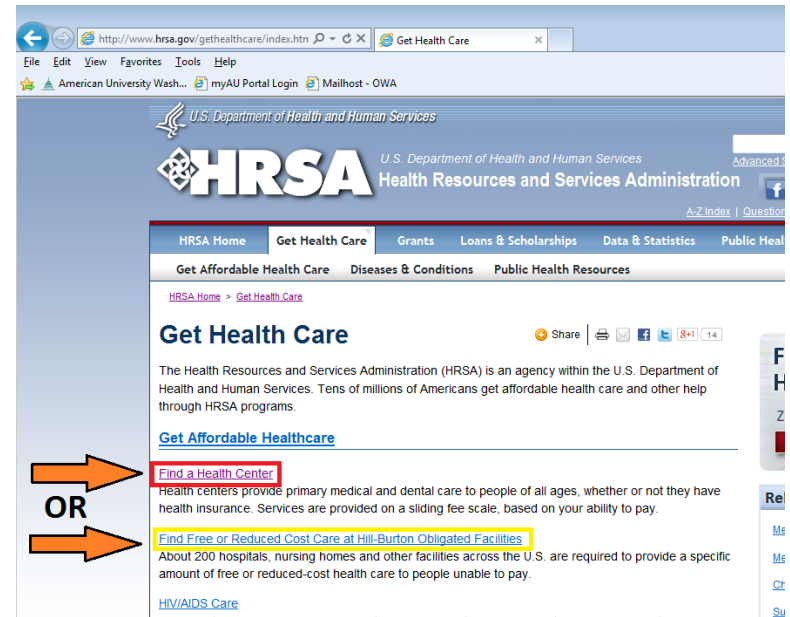 http://www.hrsa.gov/gethealthcare/index.htn
Get Health Care
File Edit View Favorites Tools Help
American University Wash... myAU Portal Login Mailhost - OWA
U.S. Department of Health and Human Services
HRSA
U.S. Department of Health and Human Services
Advanced S
Health Resources and Services Administration
A-Z Index | Question
HRSA Home Get Health Care Grants Loans & Scholarships Data & Statistics Public Heal
Get Affordable Health Care Diseases & Conditions Public Health Resources
HRSA Home > Get Health Care
Get Health Care
Share 8+1 14
The Health Resources and Services Administration (HRSA) is an agency within the U.S. Department of
Health and Human Services. Tens of millions of Americans get affordable health care and other help
through HRSA programs.
Get Affordable Healthcare
Find a Health Center
Health centers provide primary medical and dental care to people of all ages, whether or not they have
health insurance. Services are provided on a sliding fee scale, based on your ability to pay.
OR
Find Free or Reduced Cost Care at Hill-Burton Obligated Facilities
About 200 hospitals, nursing homes and other facilities across the U.S. are required to provide a specific
amount of free or reduced-cost health care to people unable to pay.
HIV/AIDS Care
F
H
Z
Re
Me
Me
Ch
Su